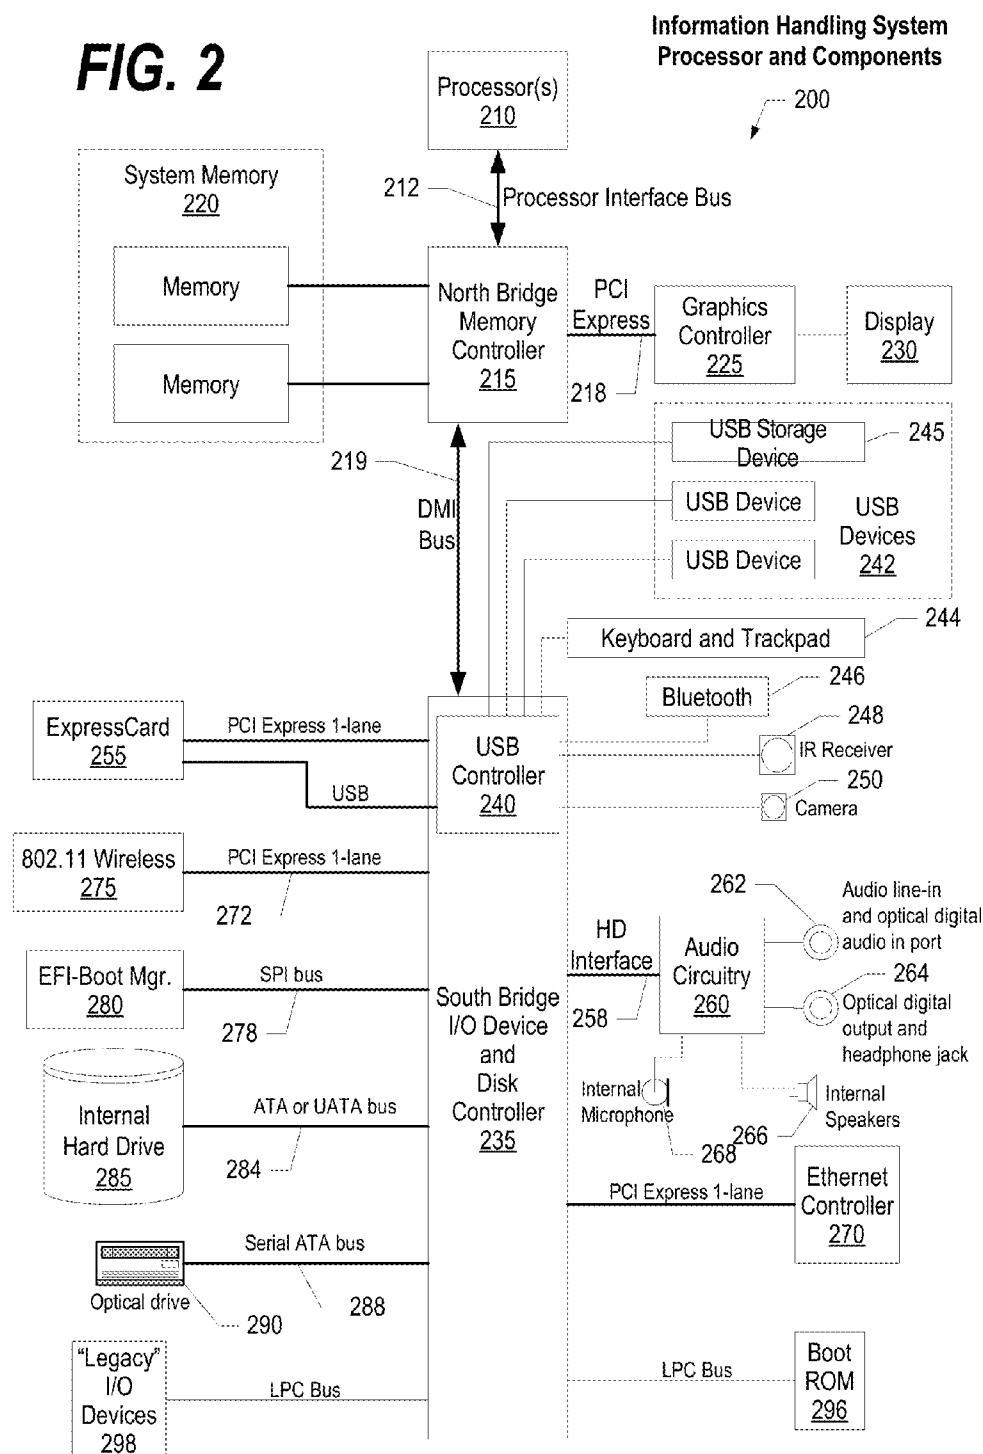 FIG. 2
Information Handling System
Processor and Components
200
Processor(s)
210
212
Processor Interface Bus
System Memory
220
Memory
Memory
North Bridge
Memory
Controller
215
PCI
Express
218
Graphics
Controller
225
Display
230
219
DMI
Bus
USB Storage
Device
245
USB Device
USB Device
USB
Devices
242
244
Keyboard and Trackpad
246
Bluetooth
248
IR Receiver
250
Camera
ExpressCard
255
PCI Express 1-lane
USB
USB
Controller
240
802.11 Wireless
275
PCI Express 1-lane
272
EFI-Boot Mgr.
280
SPI bus
278
South Bridge
I/O Device
and
Disk
Controller
235
HD
Interface
258
Audio
Circuitry
260
262
Audio line-in
and optical digital
audio in port
264
Optical digital
output and
headphone jack
Internal
Microphone
268
266
Internal
Speakers
Internal
Hard Drive
285
ATA or UATA bus
284
PCI Express 1-lane
Ethernet
Controller
270
Serial ATA bus
288
Optical drive
290
"Legacy"
I/O
Devices
298
LPC Bus
LPC Bus
Boot
ROM
296